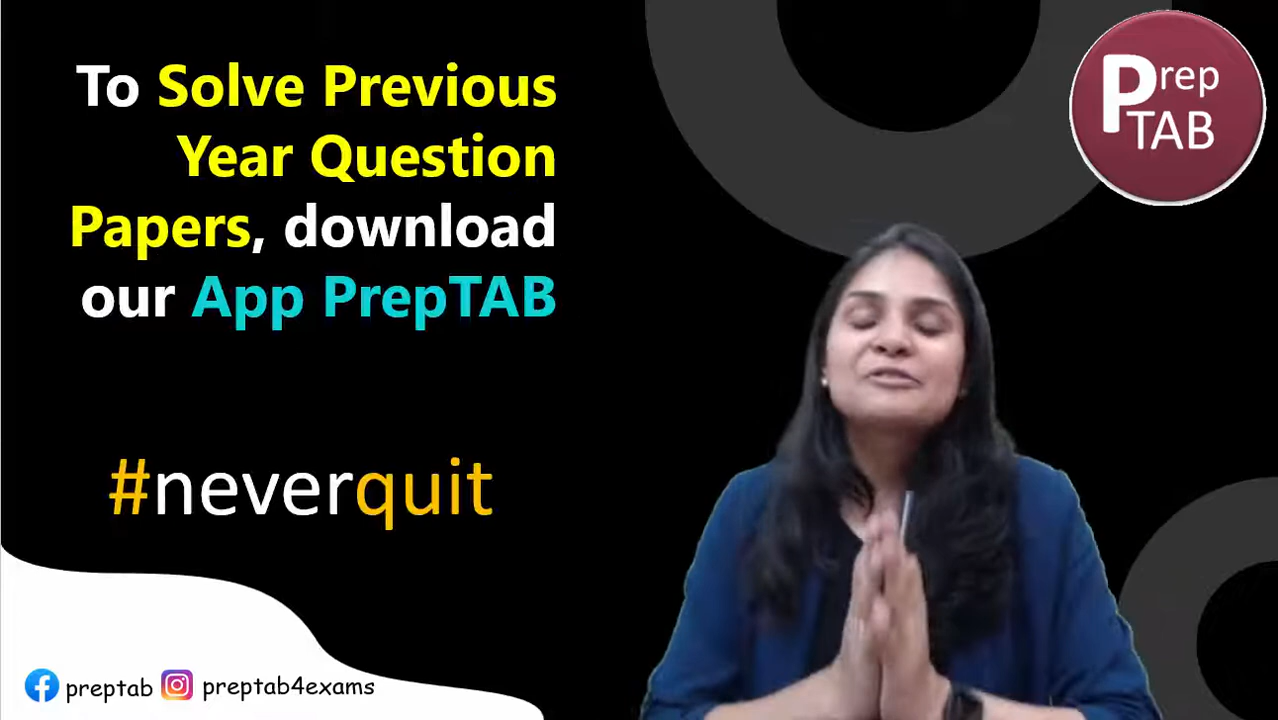 To Solve Previous
Year Question
Papers, download
our App PrepTAB
#neverquit
Prep
TAB
preptab preptab4exams